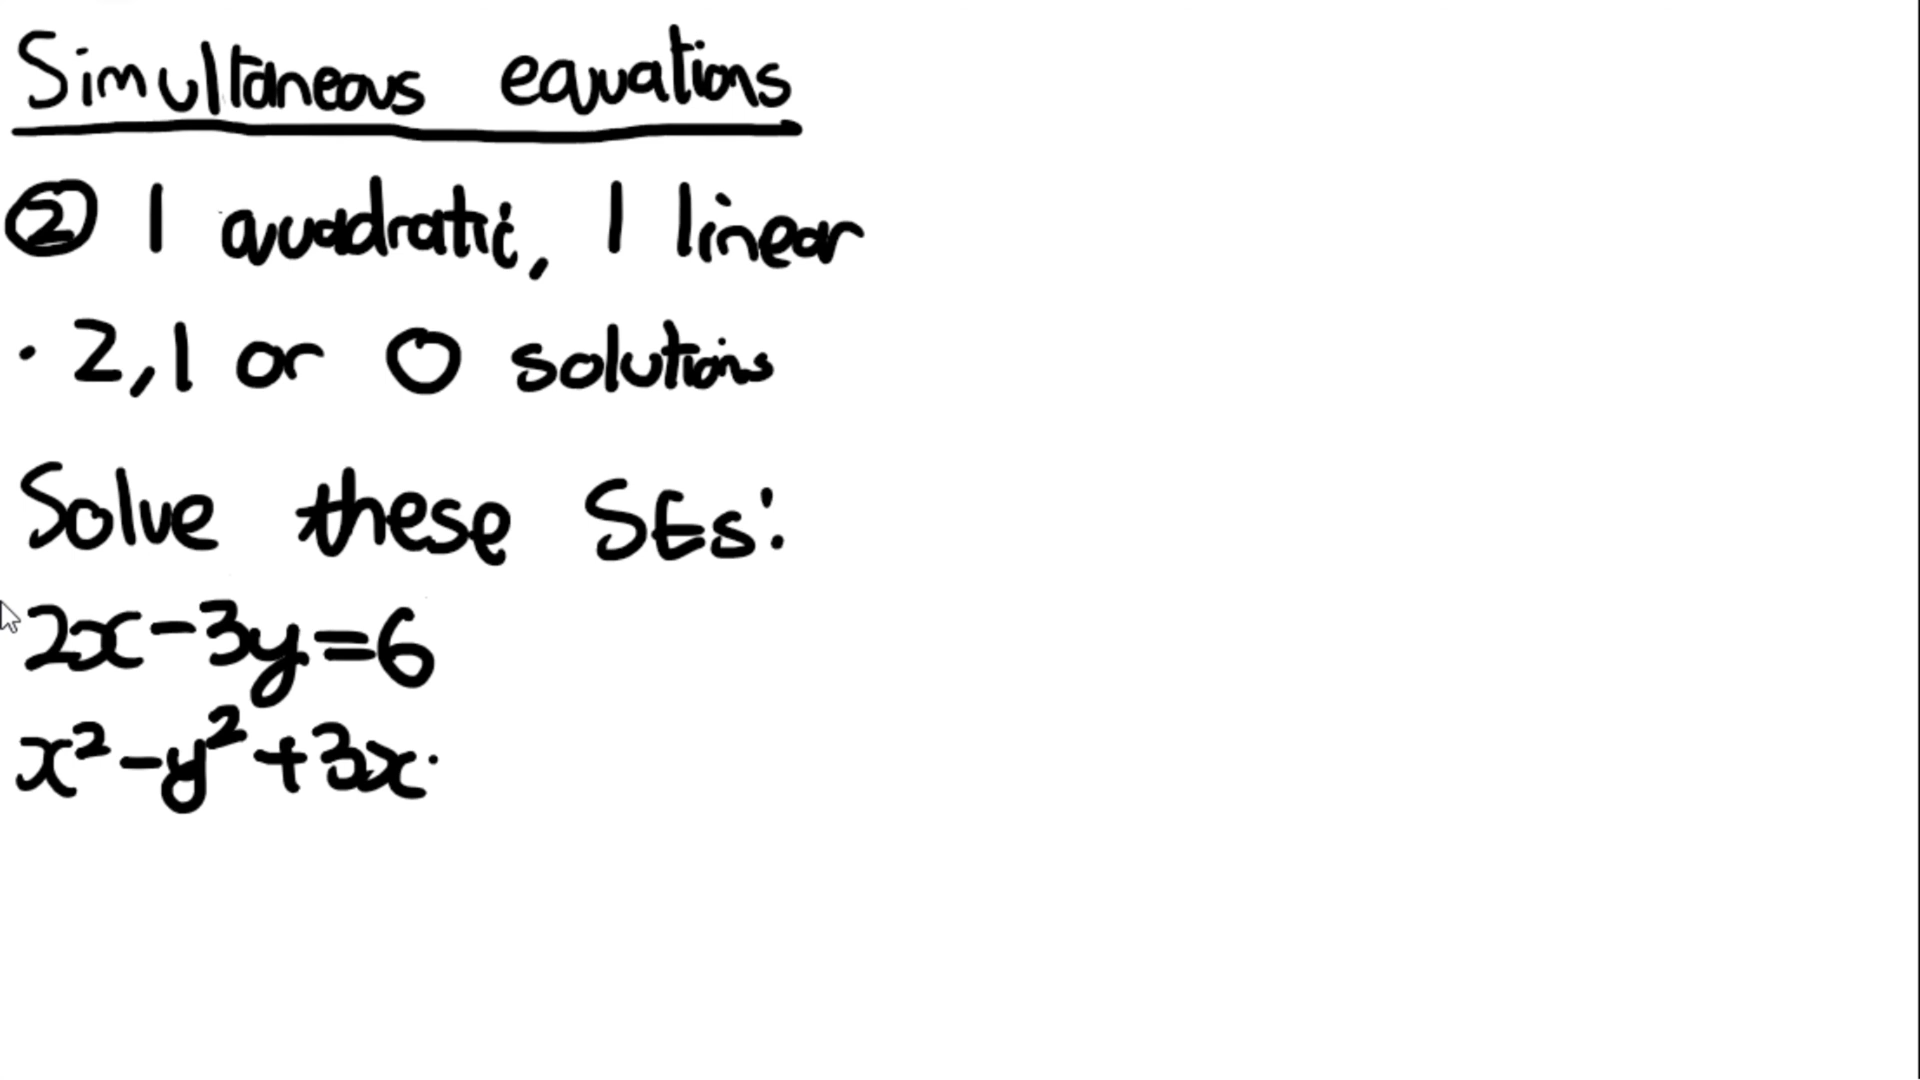 Simultaneous equations
② 1 quadratic, 1 linear
· 2, 1 or 0 solutions
Solve these SEs:
2x-3y=6
x²-y²+3x